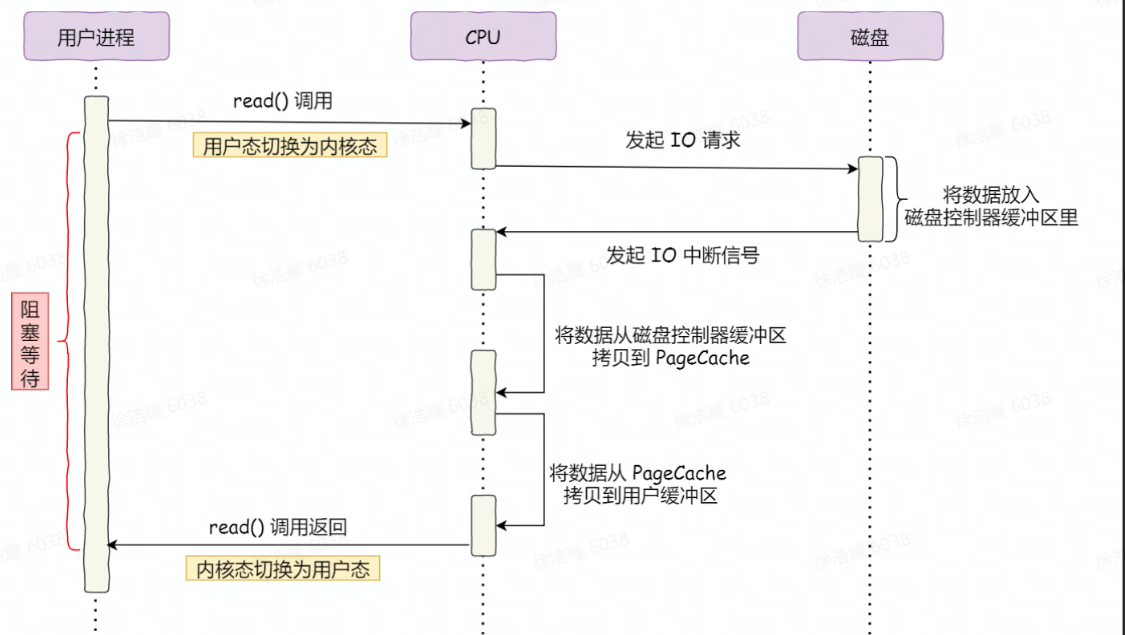 用户进程
CPU
磁盘
read() 调用
用户态切换为内核态
发起 IO 请求
将数据放入
磁盘控制器缓冲区里
发起 IO 中断信号
阻
塞
等
待
将数据从磁盘控制器缓冲区
拷贝到 PageCache
将数据从 PageCache
拷贝到用户缓冲区
read() 调用返回
内核态切换为用户态
徐浩耀 6038